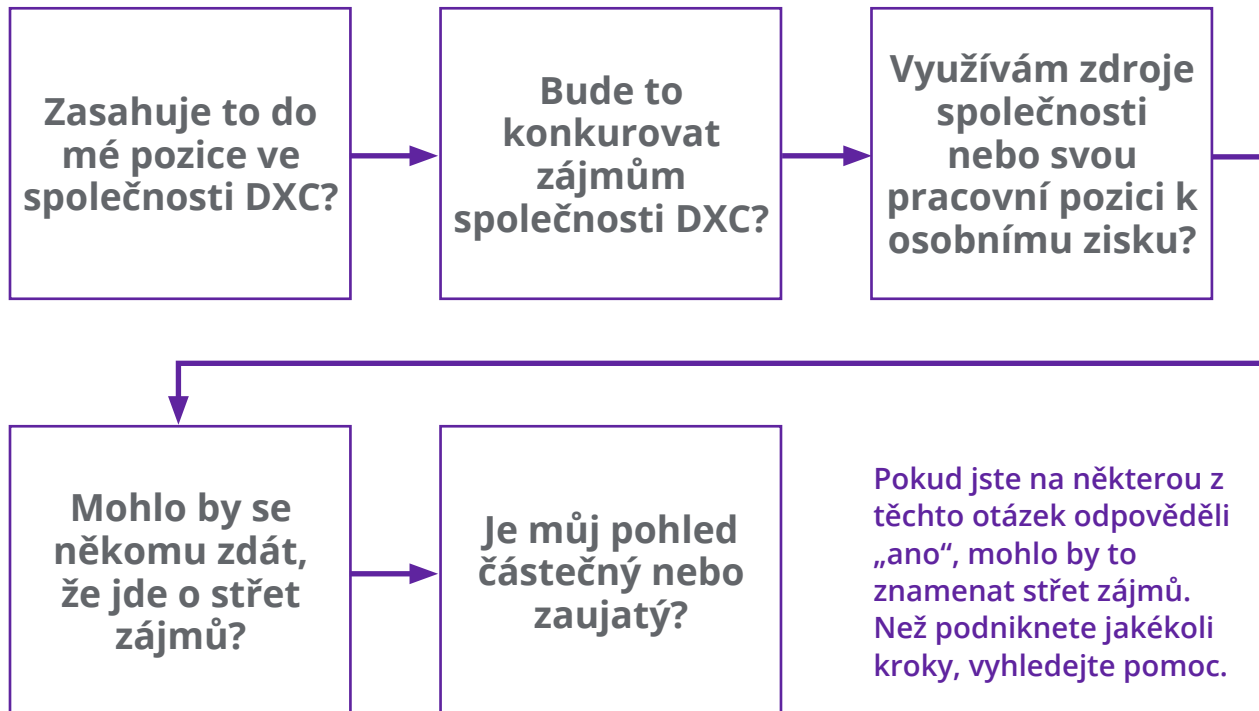 Zasahuje to do
mé pozice ve
společnosti DXC?
Bude to
konkurovat
zájmům
společnosti DXC?
Využívám zdroje
společnosti
nebo svou
pracovní pozici k
osobnímu zisku?
Mohlo by se
někomu zdát,
že jde o střet
zájmů?
Je můj pohled
částečný nebo
zaujatý?
Pokud jste na některou z
těchto otázek odpověděli
„ano“, mohlo by to
znamenat střet zájmů.
Než podniknete jakékoli
kroky, vyhledejte pomoc.